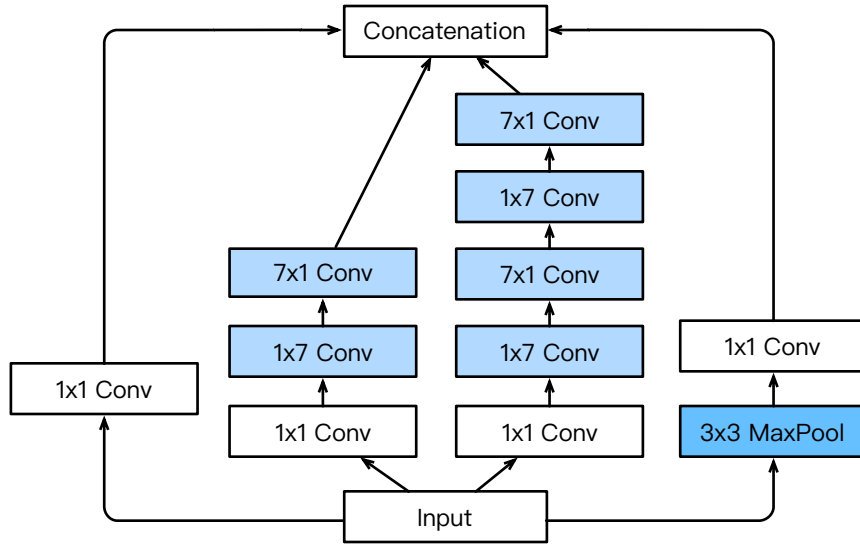 Concatenation
7x1 Conv
1x7 Conv
7x1 Conv
7x1 Conv
1x7 Conv
1x7 Conv
1x1 Conv
1x1 Conv
1x1 Conv
1x1 Conv
3x3 MaxPool
Input